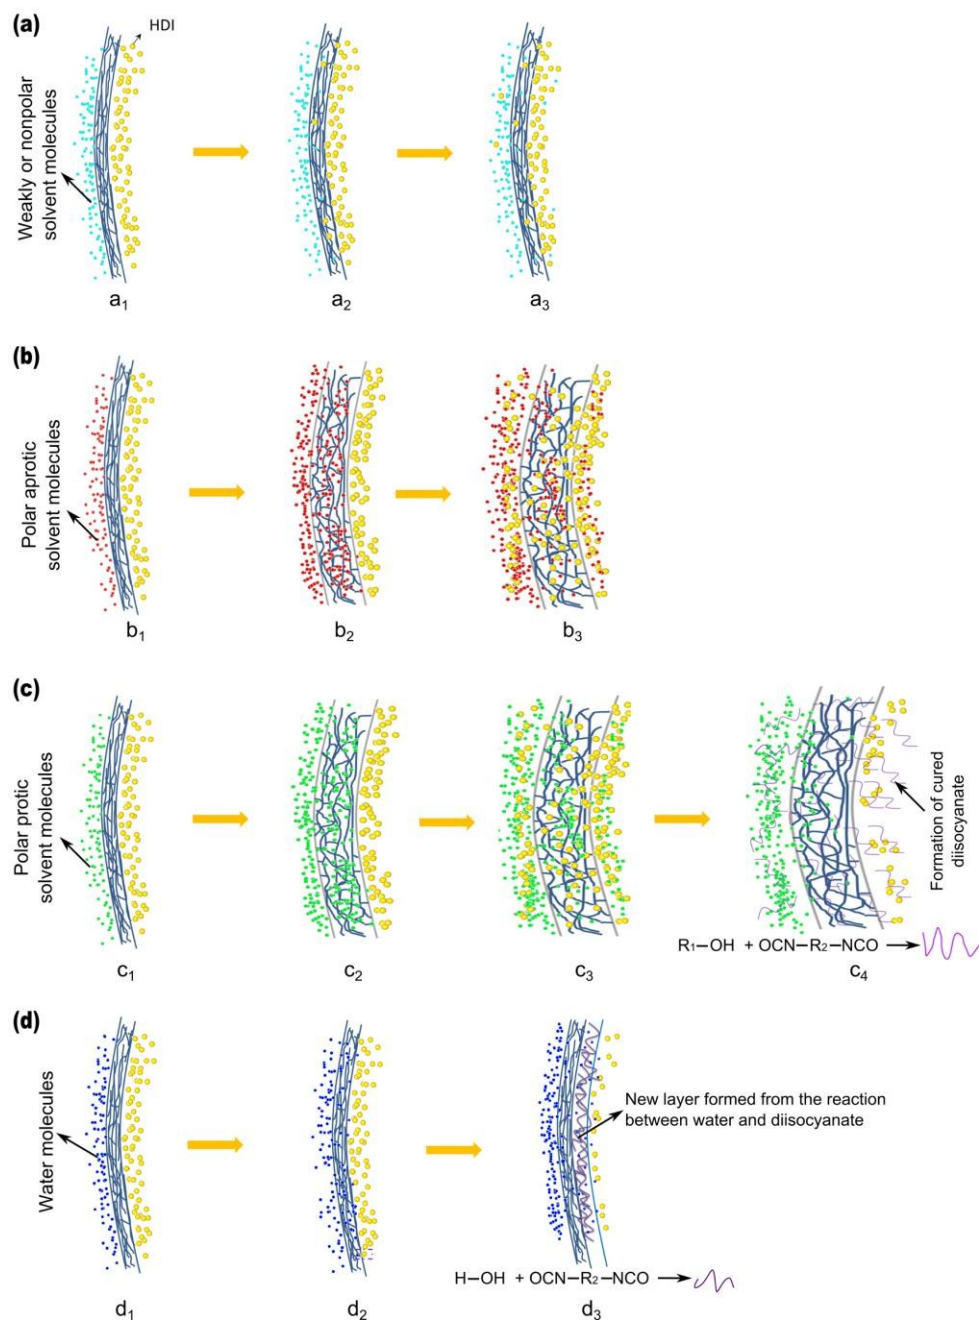 (a)
HDI
Weakly or nonpolar
solvent molecules
a1
a2
a3
(b)
Polar aprotic
solvent molecules
b1
b2
b3
(c)
Polar protic
solvent molecules
Formation of cured
diisocyanate
R1–OH + OCN–R2–NCO
c1
c2
c3
c4
(d)
Water molecules
New layer formed from the reaction
between water and diisocyanate
H–OH + OCN–R2–NCO
d1
d2
d3